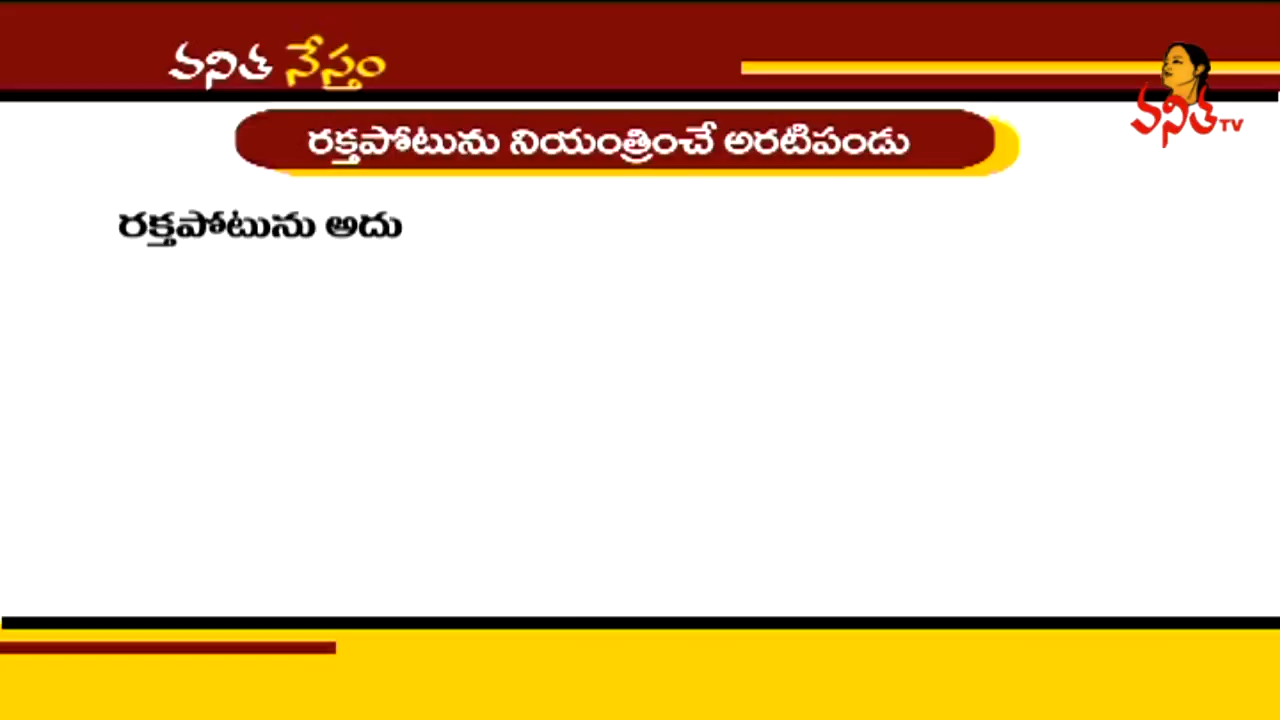 వనిత నేస్తం
వనిత TV
రక్తపోటును నియంత్రించే అరటిపండు
రక్తపోటును అదు